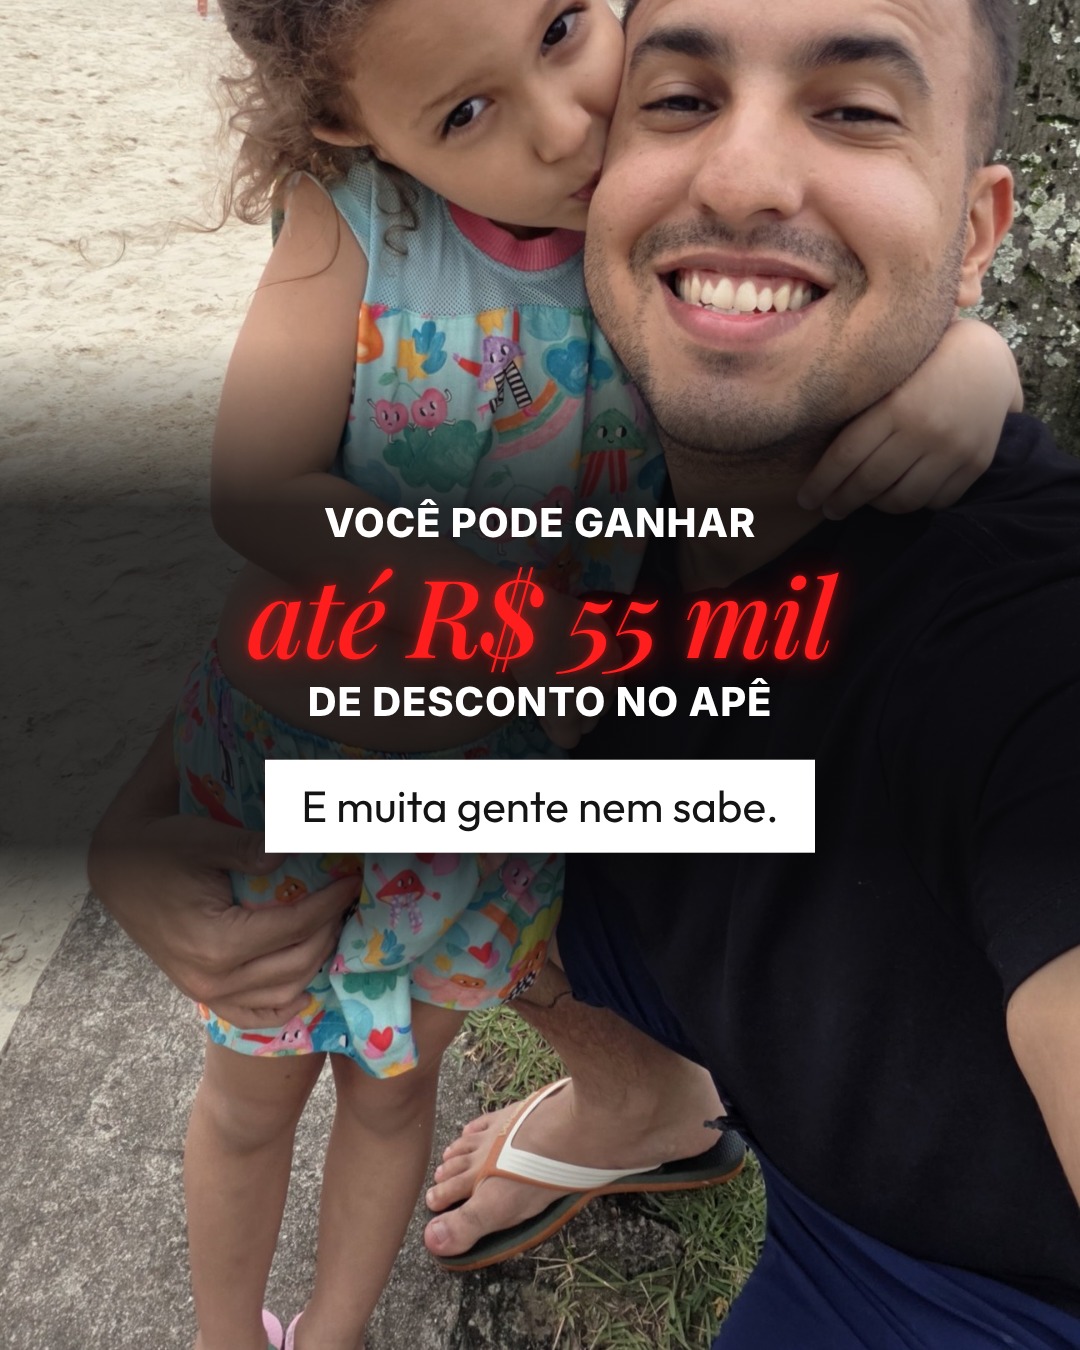 VOCÊ PODE GANHAR
até R$ 55 mil
DE DESCONTO NO APÊ
E muita gente nem sabe.